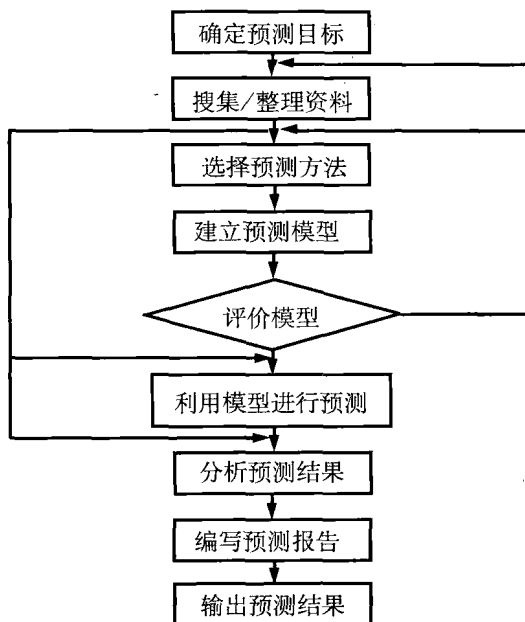 确定预测目标
搜集/整理资料
选择预测方法
建立预测模型
评价模型
利用模型进行预测
分析预测结果
编写预测报告
输出预测结果